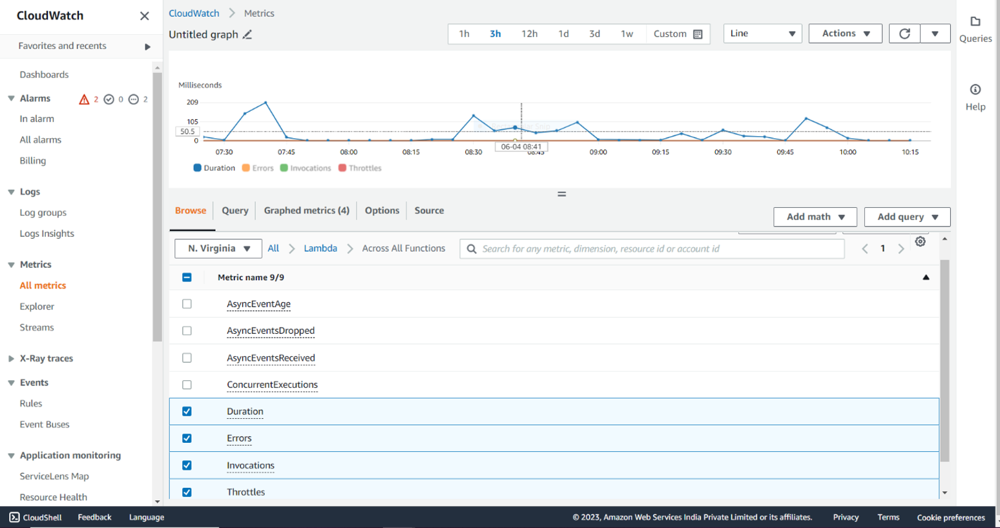 CloudWatch
Favorites and recents
Dashboards
Alarms 2 0 2
In alarm
All alarms
Billing
Logs
Log groups
Logs Insights
Metrics
All metrics
Explorer
Streams
X-Ray traces
Events
Rules
Event Buses
Application monitoring
ServiceLens Map
Resource Health
CloudWatch Metrics
Untitled graph
1h 3h 12h 1d 3d 1w Custom
Line
Actions
Queries
Help
Milliseconds
209
105
50.5
0
07:30 07:45 08:00 08:15 08:30 08:45 09:00 09:15 09:30 09:45 10:00 10:15
06-04 08:41
Duration Errors Invocations Throttles
Browse Query Graphed metrics (4) Options Source
Add math Add query
N. Virginia All Lambda Across All Functions
Search for any metric, dimension, resource id or account id
1
Metric name 9/9
AsyncEventAge
AsyncEventsDropped
AsyncEventsReceived
ConcurrentExecutions
Duration
Errors
Invocations
Throttles
CloudShell Feedback Language
© 2023, Amazon Web Services India Private Limited or its affiliates. Privacy Terms Cookie preferences